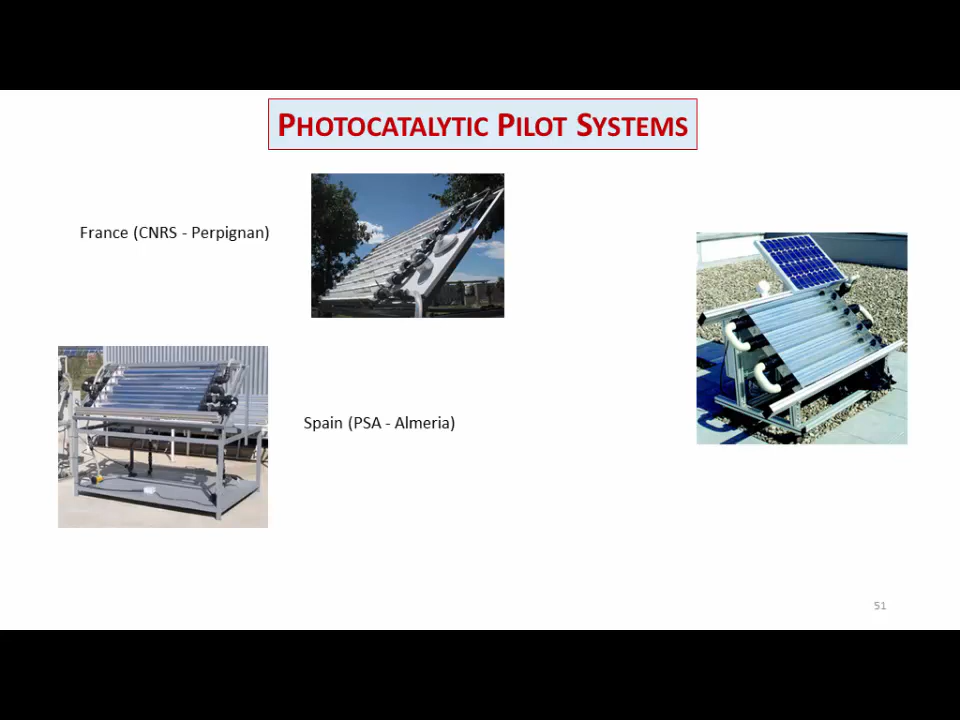 PHOTOCATALYTIC PILOT SYSTEMS
France (CNRS - Perpignan)
Spain (PSA - Almeria)
51